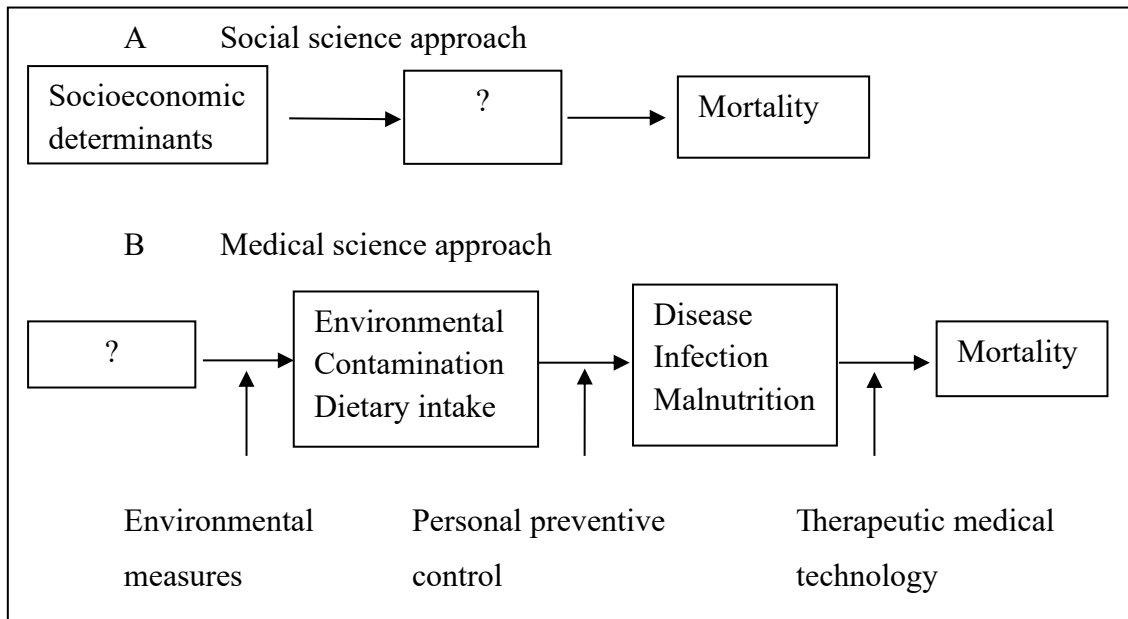 A Social science approach
Socioeconomic
determinants
?
Mortality
B Medical science approach
?
Environmental
Contamination
Dietary intake
Disease
Infection
Malnutrition
Mortality
Environmental
measures
Personal preventive
control
Therapeutic medical
technology